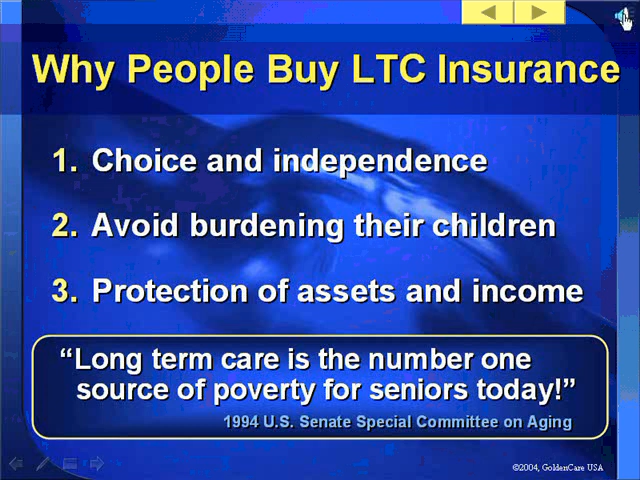 Why People Buy LTC Insurance
1. Choice and independence
2. Avoid burdening their children
3. Protection of assets and income
“Long term care is the number one
source of poverty for seniors today!”
1994 U.S. Senate Special Committee on Aging
©2004, GoldenCare USA